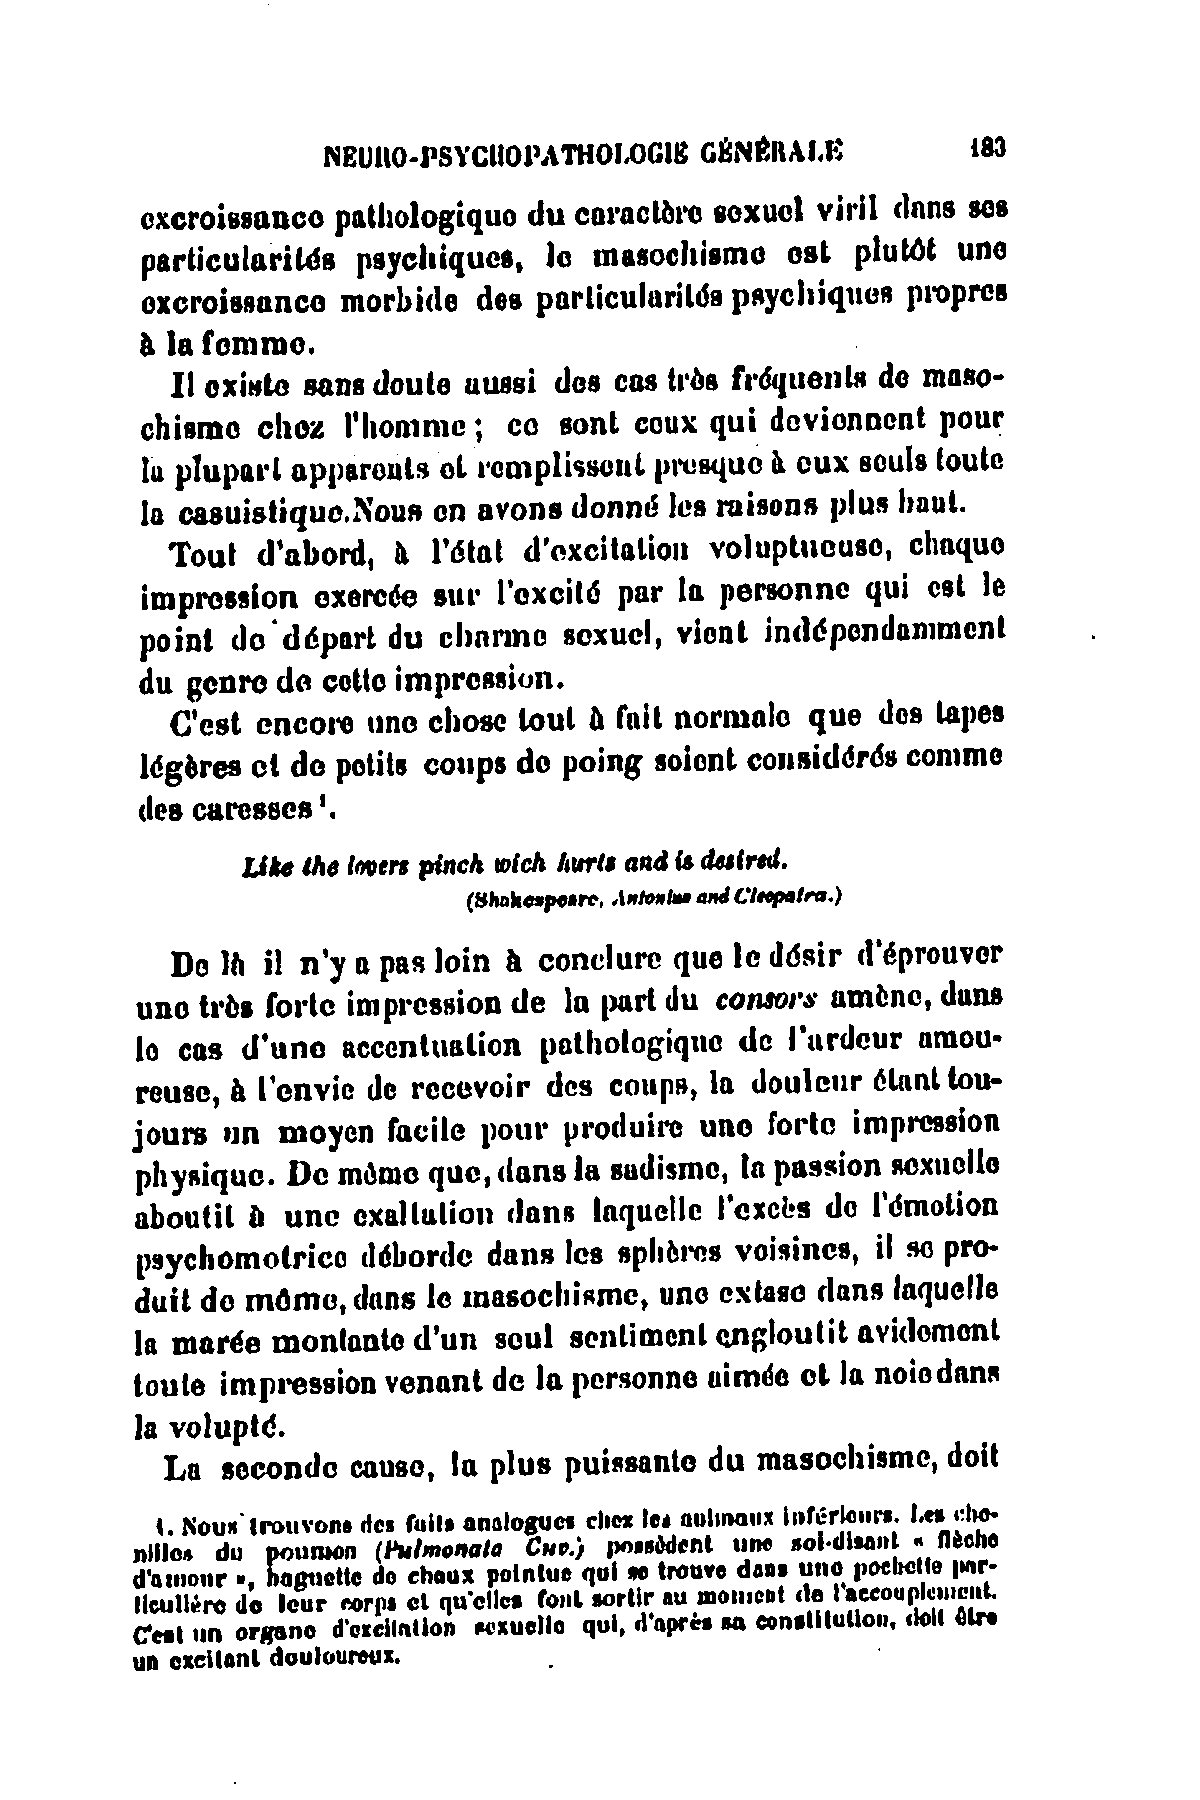 NEURO-PSYCHOPATHOLOGIE GÉNÉRALE 183
excroissance pathologique du caractère sexuel viril dans ses
particularités psychiques, le masochisme est plutôt une
excroissance morbide des particularités psychiques propres
à la femme.
Il existe sans doute aussi des cas très fréquents de maso-
chisme chez l'homme ; ce sont ceux qui deviennent pour
la plupart apparents et remplissent presque à eux seuls toute
la casuistique. Nous en avons donné les raisons plus haut.
Tout d'abord, à l'état d'excitation voluptueuse, chaque
impression exercée sur l'excité par la personne qui est le
point de départ du charme sexuel, vient indépendamment
du genre de cette impression.
C'est encore une chose tout à fait normale que des tapes
légères et de petits coups de poing soient considérés comme
des caresses¹.
Like the lovers pinch wich hurts and is desired.
(Shakespeare, Antonius and Cleopatra.)
De là il n'y a pas loin à conclure que le désir d'éprouver
une très forte impression de la part du consors amène, dans
le cas d'une accentuation pathologique de l'ardeur amou-
reuse, à l'envie de recevoir des coups, la douleur étant tou-
jours un moyen facile pour produire une forte impression
physique. De même que, dans la sadisme, la passion sexuelle
aboutit à une exaltation dans laquelle l'excès de l'émotion
psychomotrice déborde dans les sphères voisines, il se pro-
duit de même, dans le masochisme, une extase dans laquelle
la marée montante d'un seul sentiment engloutit avidement
toute impression venant de la personne aimée et la noie dans
la volupté.
La seconde cause, la plus puissante du masochisme, doit
1. Nous trouvons des faits analogues chez les animaux inférieurs. Les che-
nilles du poumon (Pulmonata Cuv.) possèdent une soi-disant « flèche
d'amour », baguette de chaux pointue qui se trouve dans une pochette par-
ticulière de leur corps et qu'elles font sortir au moment de l'accouplement.
C'est un organe d'excitation sexuelle qui, d'après sa constitution, doit être
un excitant douloureux.